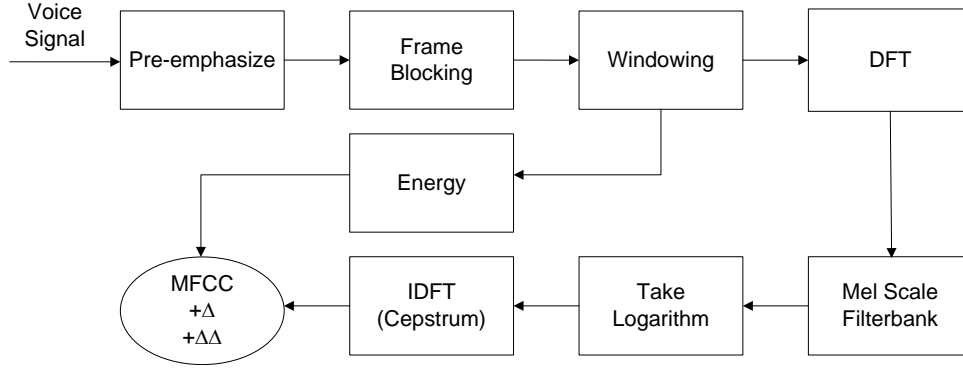 Voice
Signal
Pre-emphasize
Frame
Blocking
Windowing
DFT
Energy
MFCC
+Δ
+ΔΔ
IDFT
(Cepstrum)
Take
Logarithm
Mel Scale
Filterbank